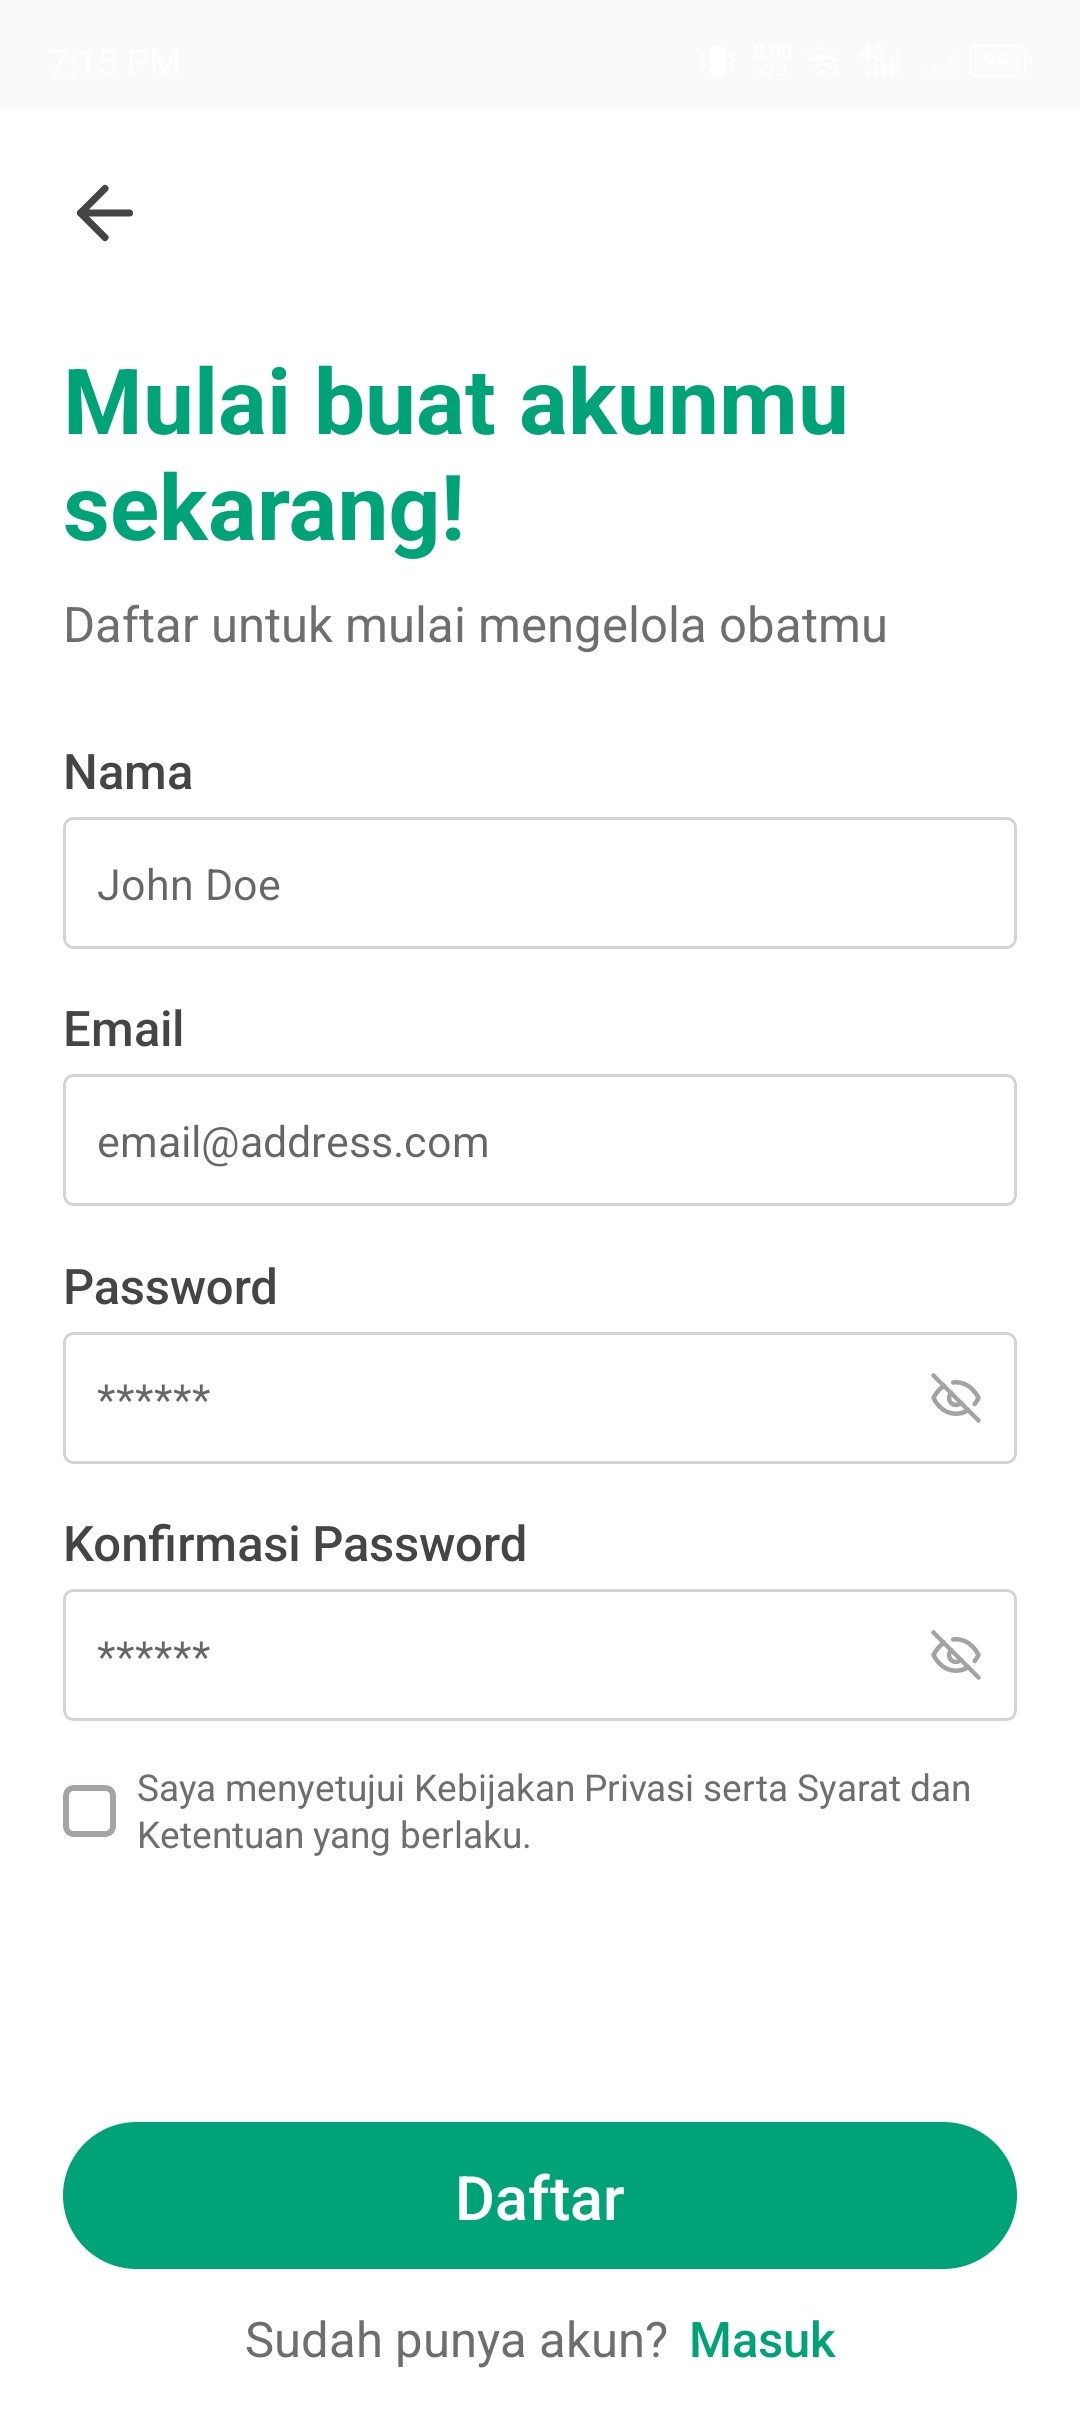 7:15 PM 0.00 K/S 4G 99
Mulai buat akunmu
sekarang!
Daftar untuk mulai mengelola obatmu
Nama
John Doe
Email
email@address.com
Password
******
Konfirmasi Password
******
Saya menyetujui Kebijakan Privasi serta Syarat dan
Ketentuan yang berlaku.
Daftar
Sudah punya akun? Masuk